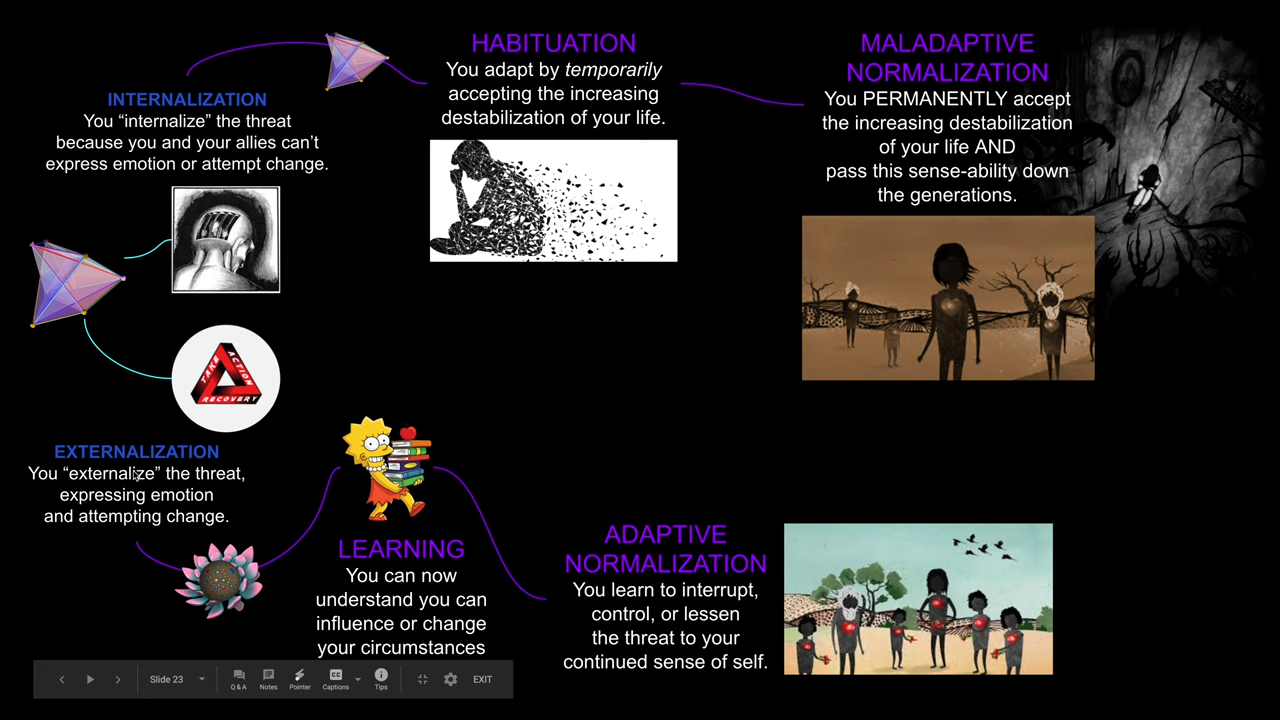 INTERNALIZATION
You “internalize” the threat
because you and your allies can’t
express emotion or attempt change.
HABITUATION
You adapt by temporarily
accepting the increasing
destabilization of your life.
MALADAPTIVE
NORMALIZATION
You PERMANENTLY accept
the increasing destabilization
of your life AND
pass this sense-ability down
the generations.
TAKE
ACTION
RECOVERY
EXTERNALIZATION
You “externalize” the threat,
expressing emotion
and attempting change.
LEARNING
You can now
understand you can
influence or change
your circumstances
ADAPTIVE
NORMALIZATION
You learn to interrupt,
control, or lessen
the threat to your
continued sense of self.
Slide 23
Q & A
Notes
Pointer
CC
Captions
Tips
EXIT